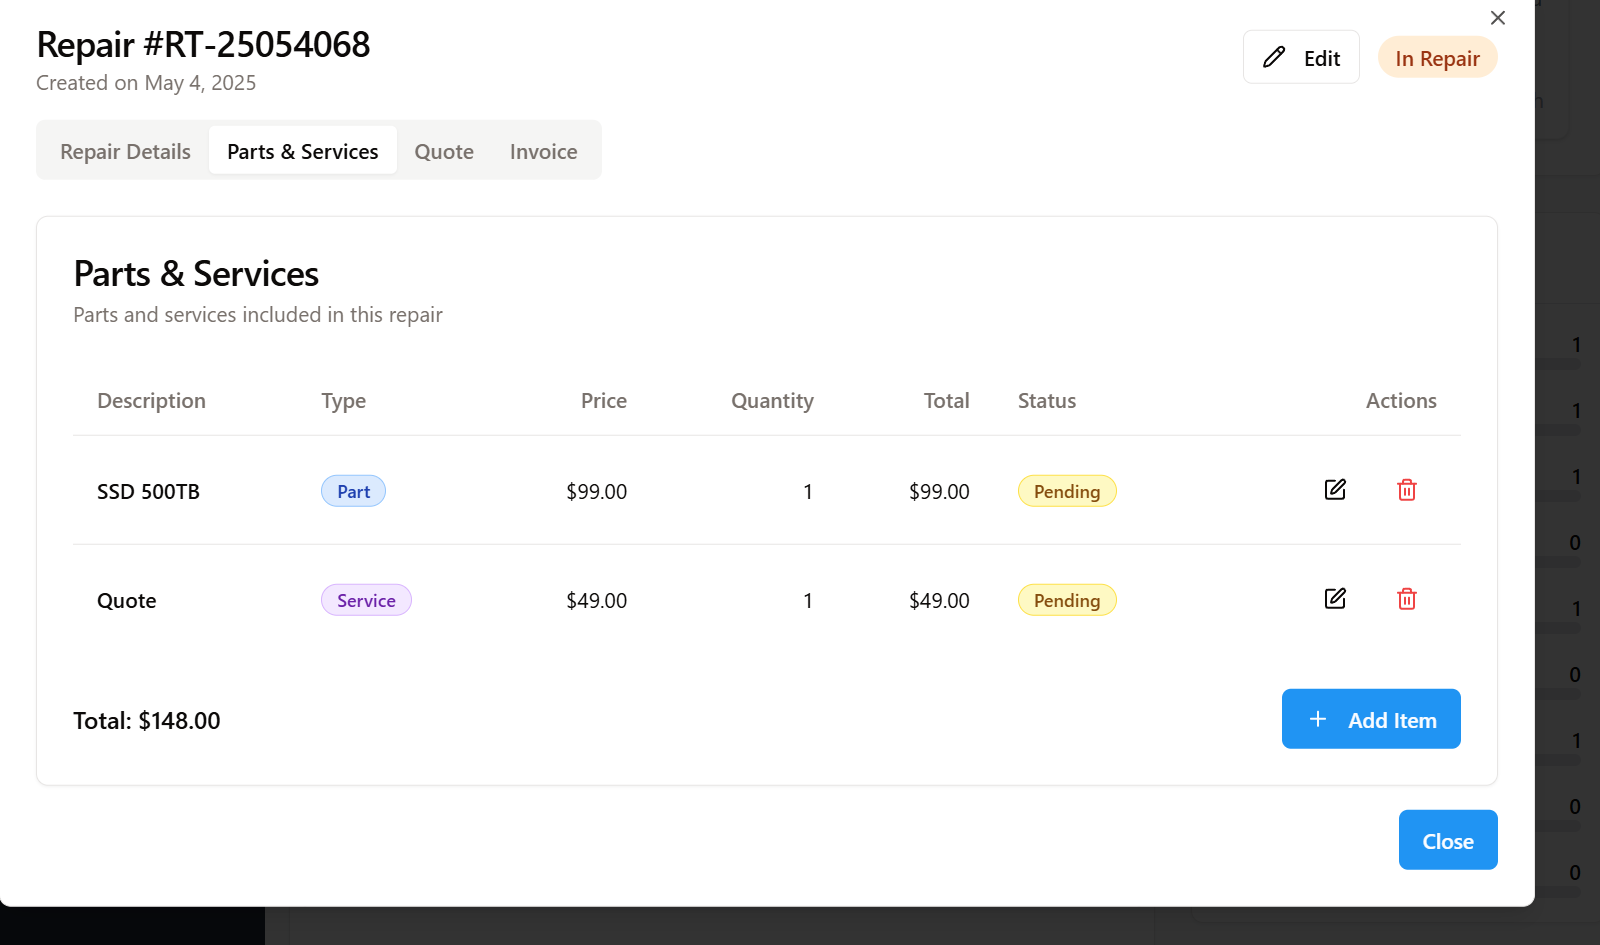 Repair #RT-25054068
Created on May 4, 2025
Edit
In Repair
Repair Details
Parts & Services
Quote
Invoice
Parts & Services
Parts and services included in this repair
Description Type Price Quantity Total Status Actions
SSD 500TB Part $99.00 1 $99.00 Pending
Quote Service $49.00 1 $49.00 Pending
Total: $148.00
Add Item
Close
1
1
1
0
1
0
1
0
0